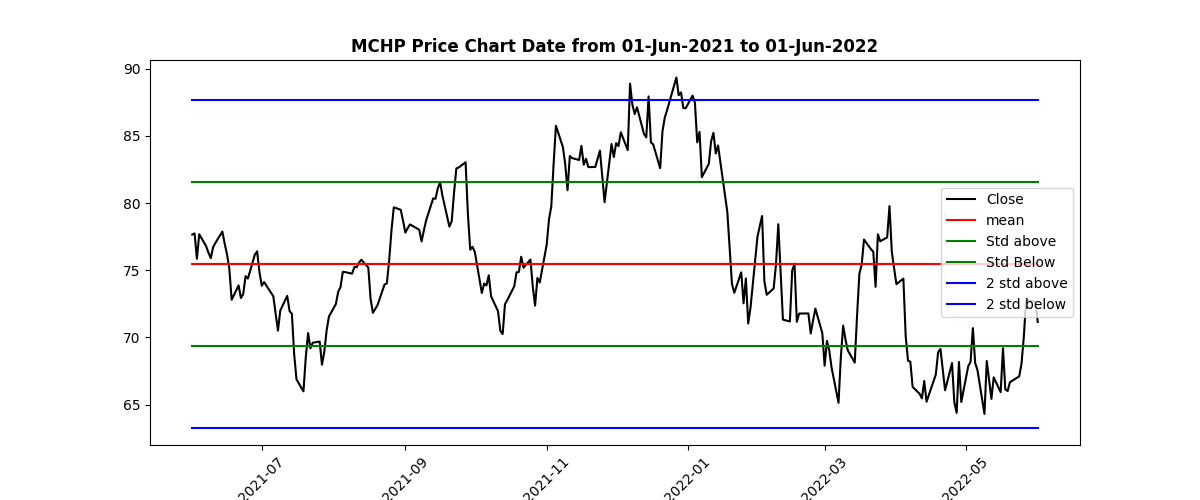 MCHP Price Chart Date from 01-Jun-2021 to 01-Jun-2022
90
85
80
75
70
65
Close
mean
Std above
Std Below
2 std above
2 std below
2021-07
2021-09
2021-11
2022-01
2022-03
2022-05